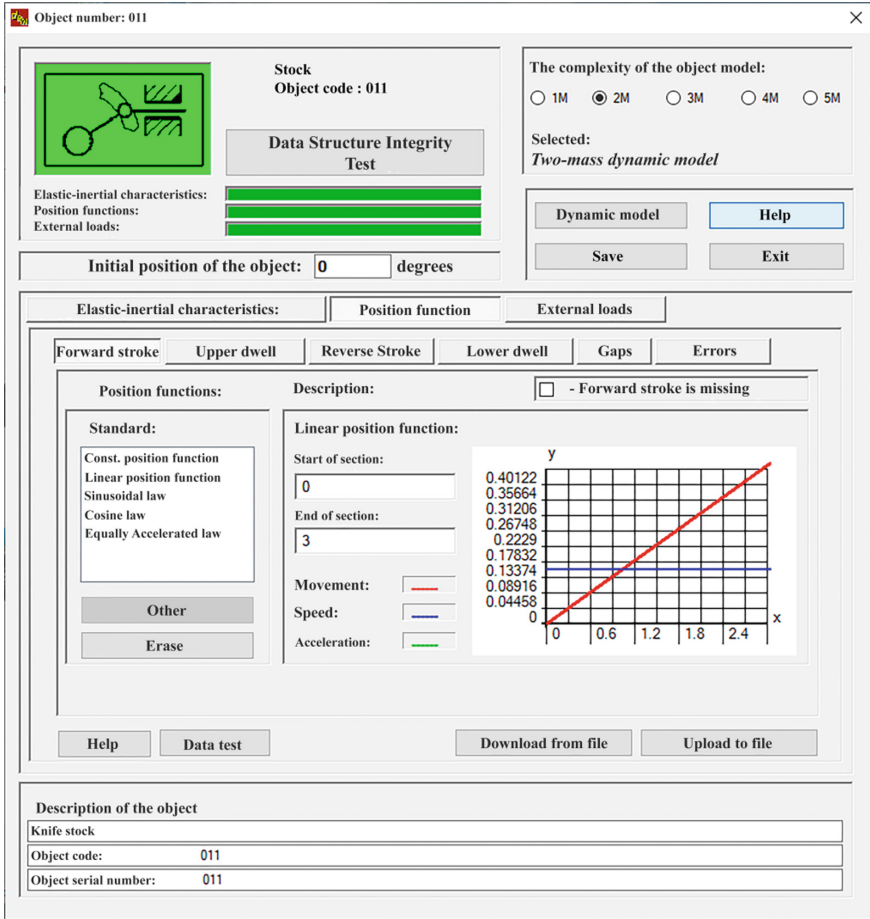 Object number: 011
Stock
Object code : 011
Data Structure Integrity
Test
Elastic-inertial characteristics:
Position functions:
External loads:
The complexity of the object model:
1M 2M 3M 4M 5M
Selected:
Two-mass dynamic model
Dynamic model Help
Save Exit
Initial position of the object: 0 degrees
Elastic-inertial characteristics: Position function External loads
Forward stroke Upper dwell Reverse Stroke Lower dwell Gaps Errors
Position functions:
Description:
- Forward stroke is missing
Standard:
Const. position function
Linear position function
Sinusoidal law
Cosine law
Equally Accelerated law
Other
Erase
Linear position function:
Start of section:
0
End of section:
3
Movement:
Speed:
Acceleration:
y
0.40122
0.35664
0.31206
0.26748
0.2229
0.17832
0.13374
0.08916
0.04458
0
x
0 0.6 1.2 1.8 2.4
Help Data test Download from file Upload to file
Description of the object
Knife stock
Object code: 011
Object serial number: 011